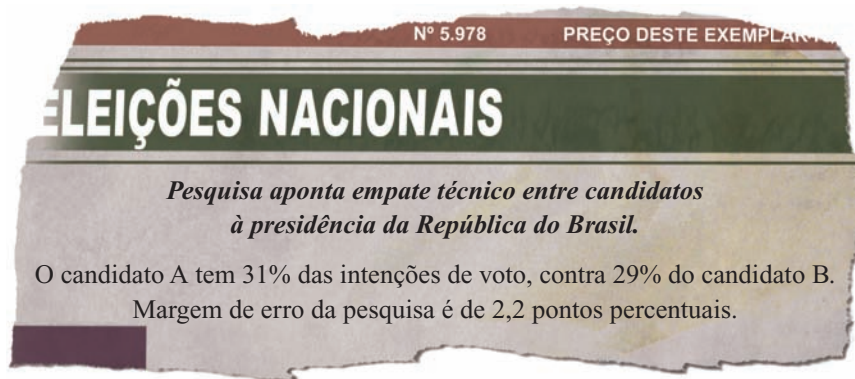 Nº 5.978 PREÇO DESTE EXEMPLAR
ELEIÇÕES NACIONAIS
Pesquisa aponta empate técnico entre candidatos
à presidência da República do Brasil.
O candidato A tem 31% das intenções de voto, contra 29% do candidato B.
Margem de erro da pesquisa é de 2,2 pontos percentuais.